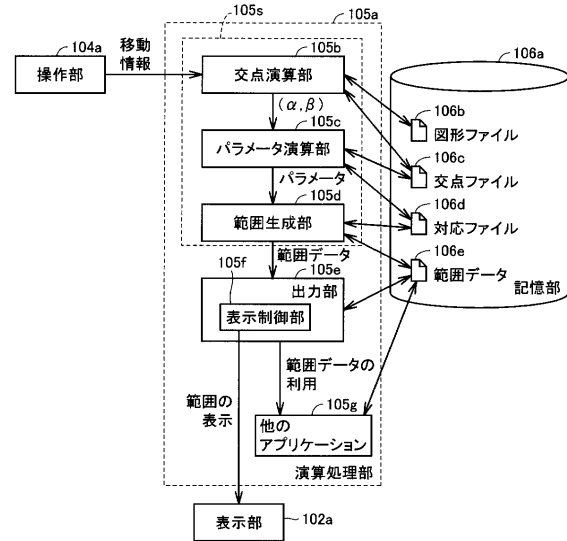 105s
105a
104a
移動
情報
操作部
105b
交点演算部
(α,β)
105c
パラメータ演算部
パラメータ
105d
範囲生成部
範囲データ
105e
105f
出力部
表示制御部
範囲の
表示
範囲データの
利用
105g
他の
アプリケーション
演算処理部
表示部
102a
106a
106b
図形ファイル
106c
交点ファイル
106d
対応ファイル
106e
範囲データ
記憶部